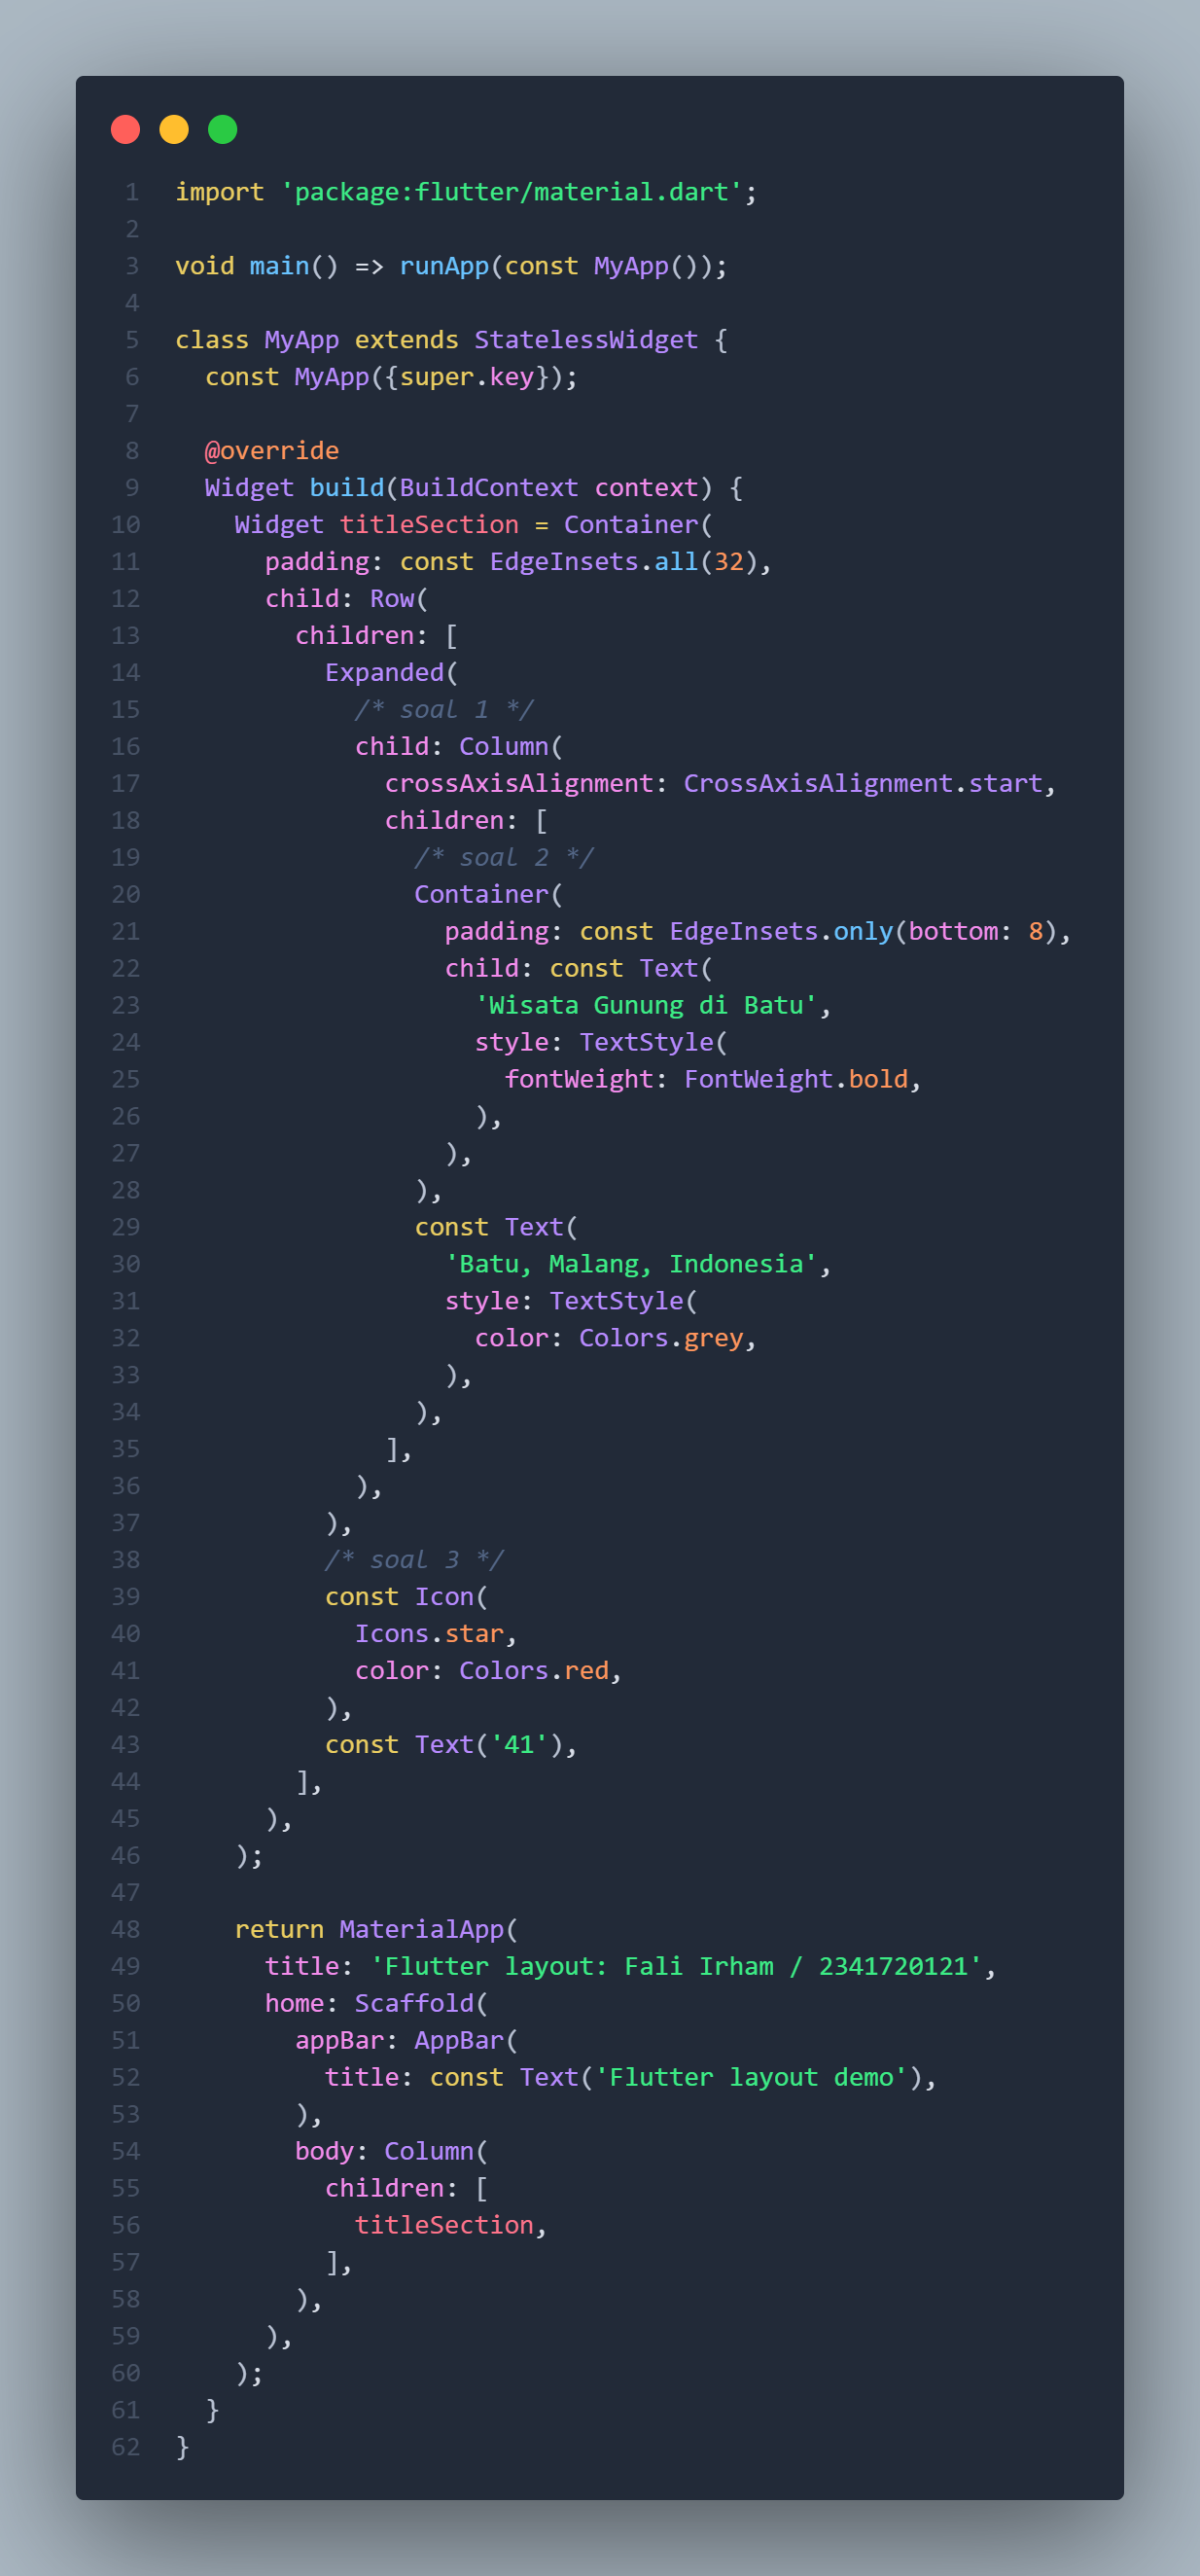 1 import 'package:flutter/material.dart';
2
3 void main() => runApp(const MyApp());
4
5 class MyApp extends StatelessWidget {
6   const MyApp({super.key});
7
8   @override
9   Widget build(BuildContext context) {
10     Widget titleSection = Container(
11       padding: const EdgeInsets.all(32),
12       child: Row(
13         children: [
14           Expanded(
15             /* soal 1 */
16             child: Column(
17               crossAxisAlignment: CrossAxisAlignment.start,
18               children: [
19                 /* soal 2 */
20                 Container(
21                   padding: const EdgeInsets.only(bottom: 8),
22                   child: const Text(
23                     'Wisata Gunung di Batu',
24                     style: TextStyle(
25                       fontWeight: FontWeight.bold,
26                     ),
27                   ),
28                 ),
29                 const Text(
30                   'Batu, Malang, Indonesia',
31                   style: TextStyle(
32                     color: Colors.grey,
33                   ),
34                 ),
35               ],
36             ),
37           ),
38           /* soal 3 */
39           const Icon(
40             Icons.star,
41             color: Colors.red,
42           ),
43           const Text('41'),
44         ],
45       ),
46     );
47
48     return MaterialApp(
49       title: 'Flutter layout: Fali Irham / 2341720121',
50       home: Scaffold(
51         appBar: AppBar(
52           title: const Text('Flutter layout demo'),
53         ),
54         body: Column(
55           children: [
56             titleSection,
57           ],
58         ),
59       ),
60     );
61   }
62 }